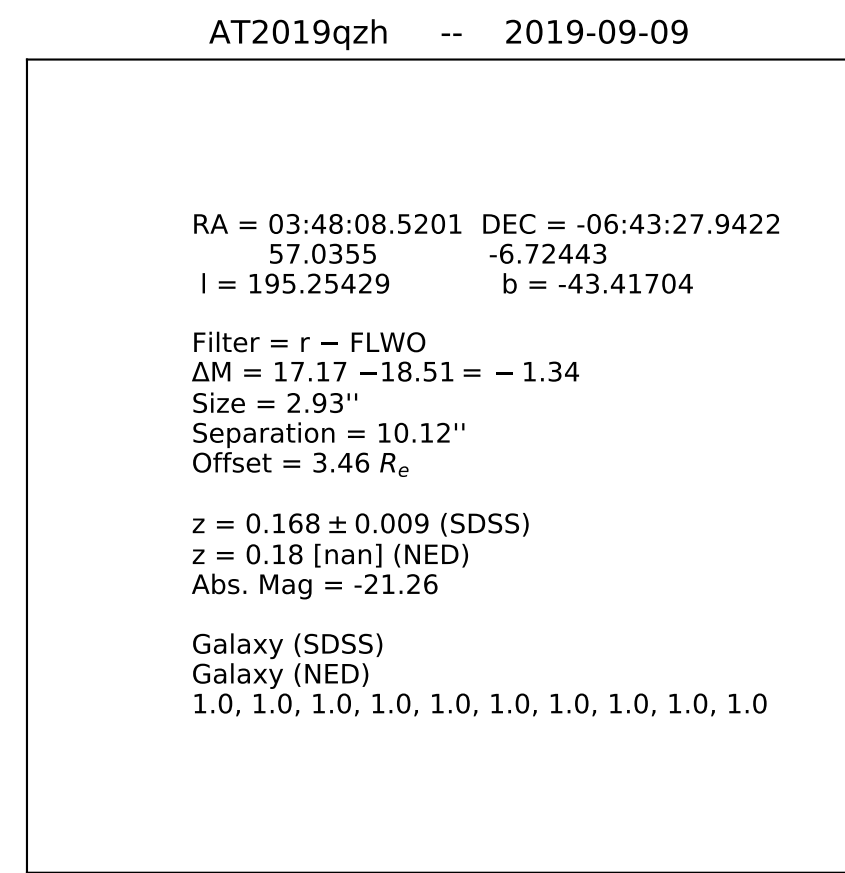 AT2019qzh -- 2019-09-09
RA = 03:48:08.5201 DEC = -06:43:27.9422
57.0355 -6.72443
l = 195.25429 b = -43.41704
Filter = r − FLWO
ΔM = 17.17 −18.51 = − 1.34
Size = 2.93''
Separation = 10.12''
Offset = 3.46 Rₑ
z = 0.168 ± 0.009 (SDSS)
z = 0.18 [nan] (NED)
Abs. Mag = -21.26
Galaxy (SDSS)
Galaxy (NED)
1.0, 1.0, 1.0, 1.0, 1.0, 1.0, 1.0, 1.0, 1.0, 1.0